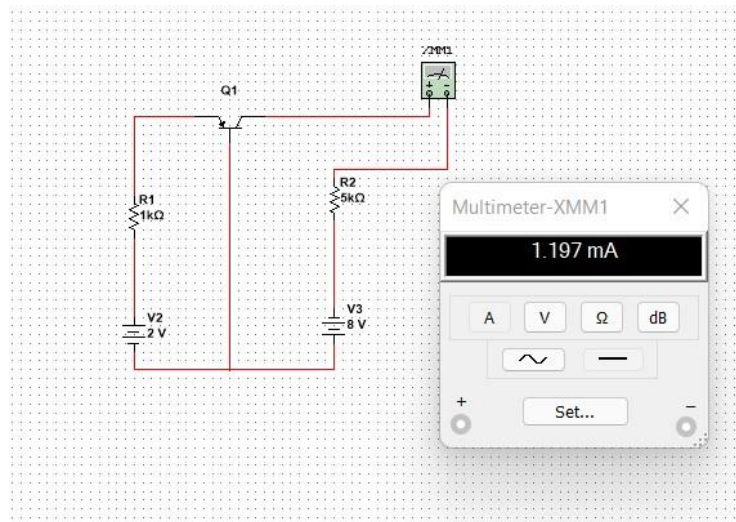 XMM1
Q1
R1
1kΩ
R2
5kΩ
V2
2 V
V3
8 V
Multimeter-XMM1
1.197 mA
A V Ω dB
+ Set... -